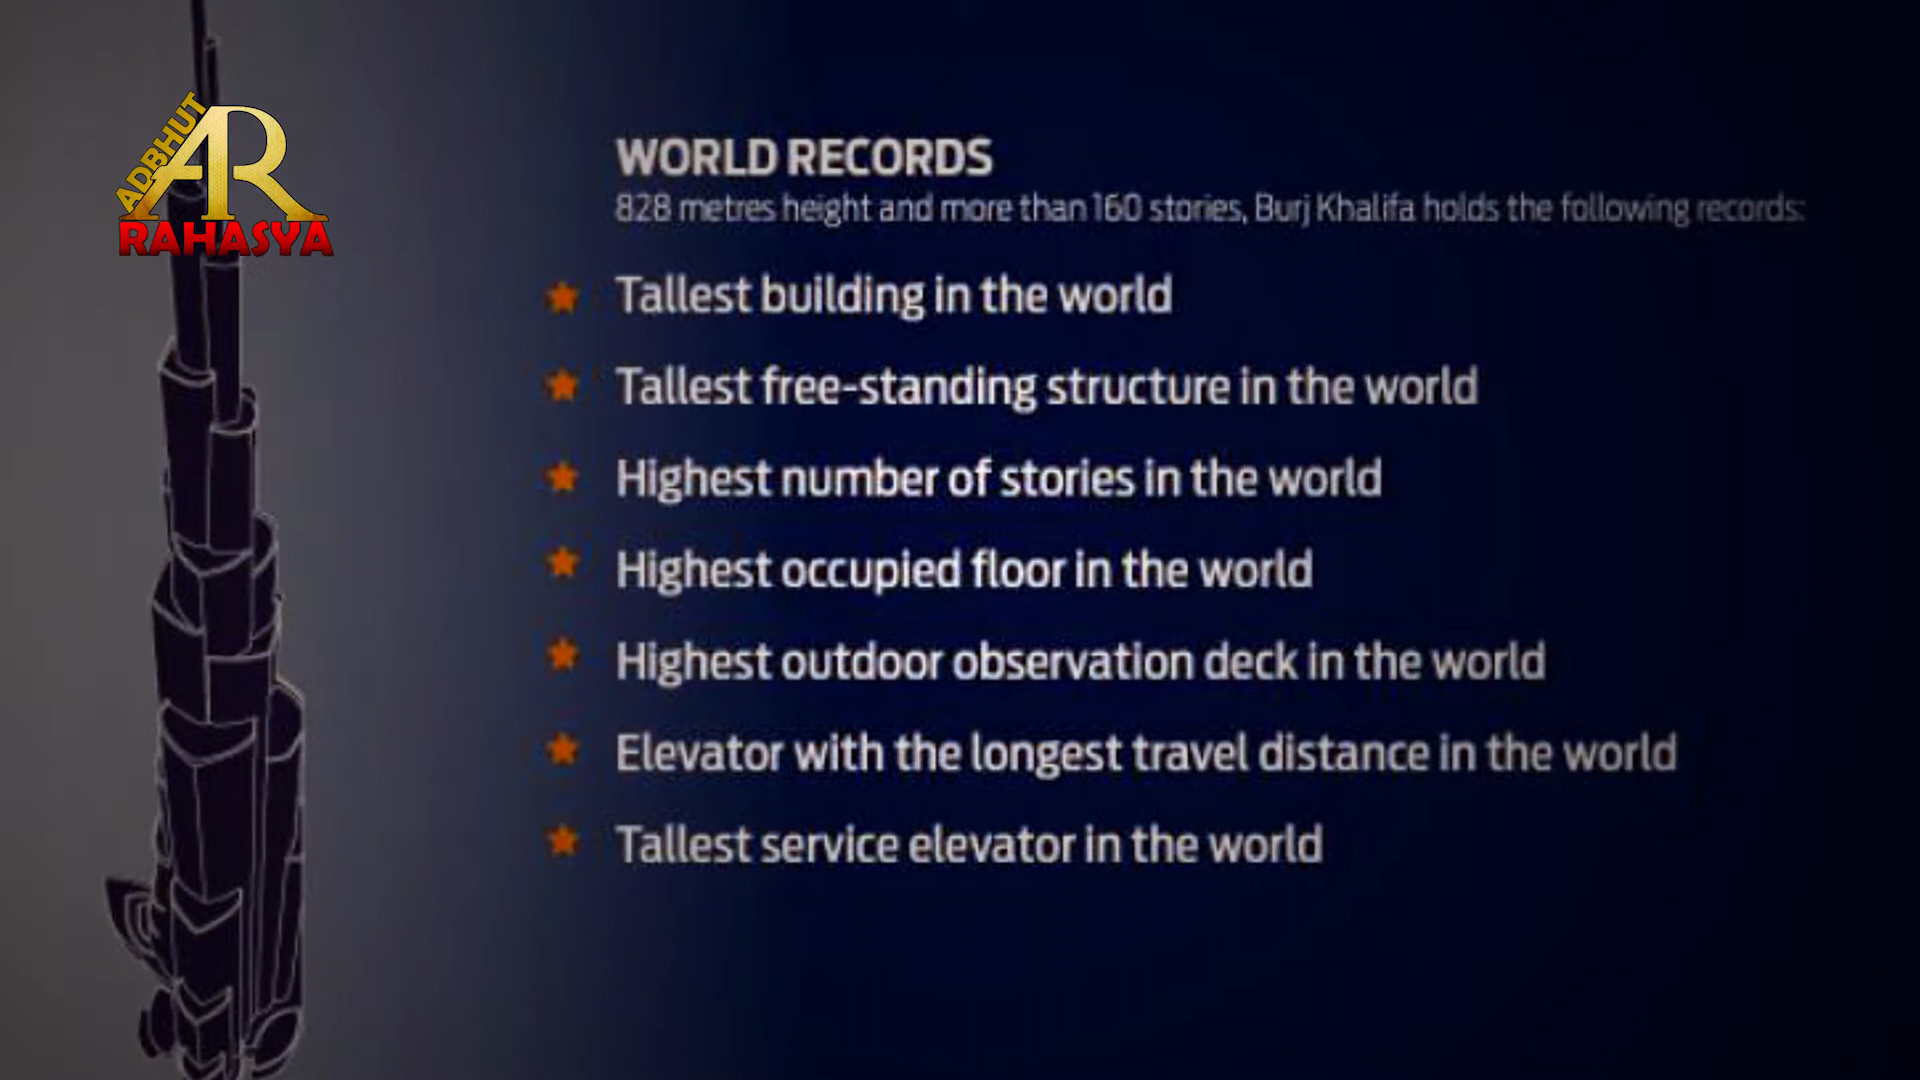 ADBHUT
AR
RAHASYA
WORLD RECORDS
828 metres height and more than 160 stories, Burj Khalifa holds the following records:
Tallest building in the world
Tallest free-standing structure in the world
Highest number of stories in the world
Highest occupied floor in the world
Highest outdoor observation deck in the world
Elevator with the longest travel distance in the world
Tallest service elevator in the world